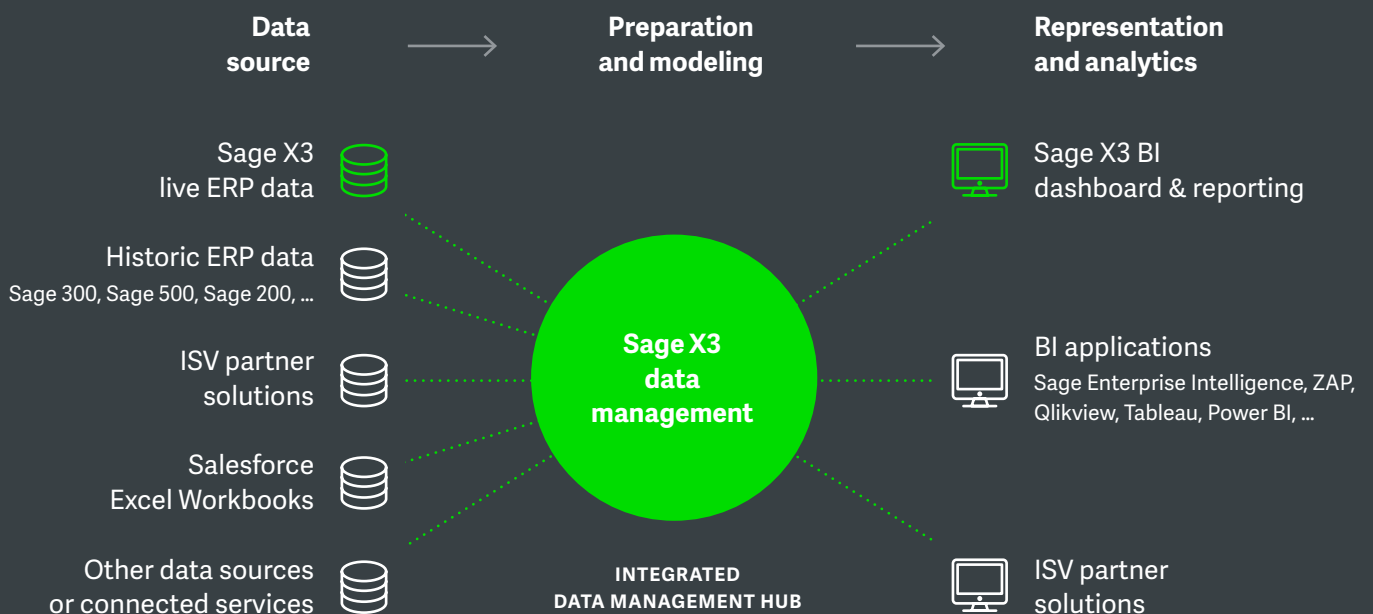 Data
source
Preparation
and modeling
Representation
and analytics
Sage X3
live ERP data
Historic ERP data
Sage 300, Sage 500, Sage 200, ...
ISV partner
solutions
Salesforce
Excel Workbooks
Other data sources
or connected services
Sage X3
data
management
INTEGRATED
DATA MANAGEMENT HUB
Sage X3 BI
dashboard & reporting
BI applications
Sage Enterprise Intelligence, ZAP,
Qlikview, Tableau, Power BI, ...
ISV partner
solutions